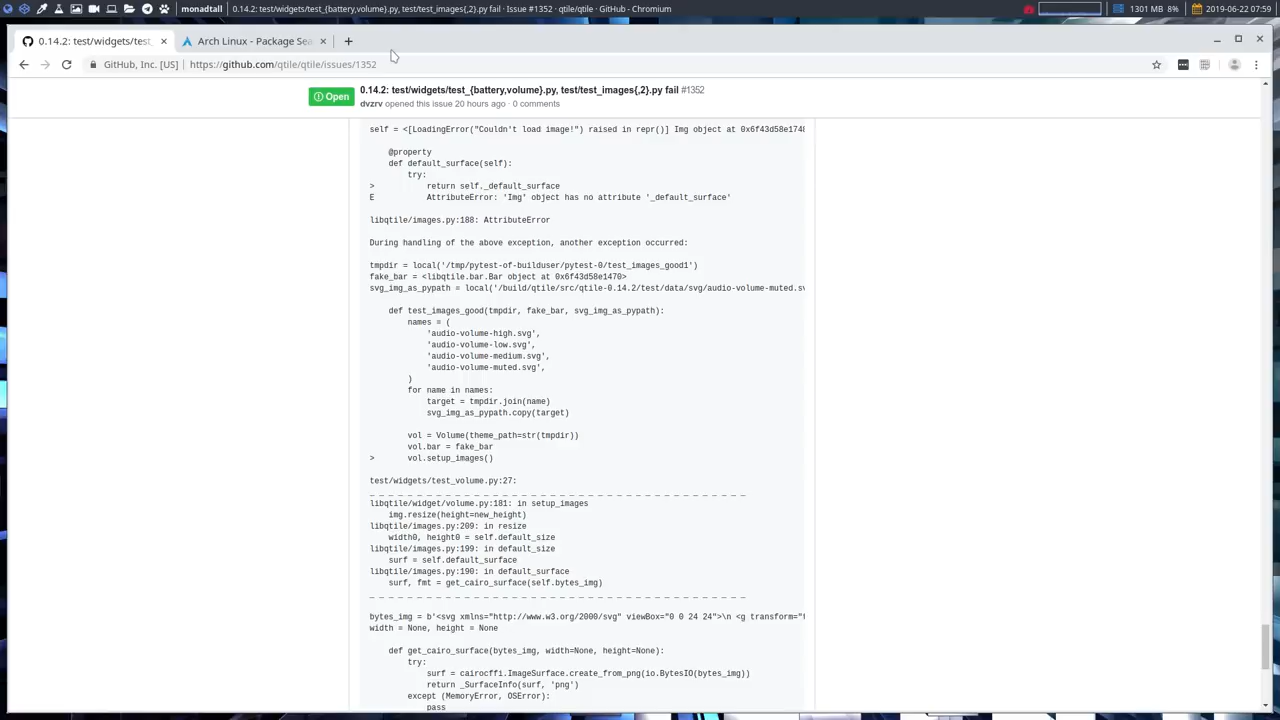 monadtall
0.14.2: test/widgets/test_{battery,volume}.py, test/test_images{,2}.py fail · Issue #1352 · qtile/qtile · GitHub - Chromium
1301 MB 8%
2019-06-22 07:59
0.14.2: test/widgets/test_
Arch Linux - Package Sea
GitHub, Inc. [US]
https://github.com/qtile/qtile/issues/1352
Open
0.14.2: test/widgets/test_{battery,volume}.py, test/test_images{,2}.py fail #1352
dvzrv opened this issue 20 hours ago · 0 comments
self = <[LoadingError("Couldn't load image!") raised in repr()] Img object at 0x6f43d58e1748
@property
def default_surface(self):
try:
> return self._default_surface
E AttributeError: 'Img' object has no attribute '_default_surface'
libqtile/images.py:188: AttributeError
During handling of the above exception, another exception occurred:
tmpdir = local('/tmp/pytest-of-builduser/pytest-0/test_images_good1')
fake_bar = <libqtile.bar.Bar object at 0x6f43d58e1470>
svg_img_as_pypath = local('/build/qtile/src/qtile-0.14.2/test/data/svg/audio-volume-muted.sv
def test_images_good(tmpdir, fake_bar, svg_img_as_pypath):
names = (
'audio-volume-high.svg',
'audio-volume-low.svg',
'audio-volume-medium.svg',
'audio-volume-muted.svg',
)
for name in names:
target = tmpdir.join(name)
svg_img_as_pypath.copy(target)
vol = Volume(theme_path=str(tmpdir))
vol.bar = fake_bar
> vol.setup_images()
test/widgets/test_volume.py:27:
_ _ _ _ _ _ _ _ _ _ _ _ _ _ _ _ _ _ _ _ _ _ _ _ _ _ _ _ _ _ _ _ _ _ _ _ _ _ _ _
libqtile/widget/volume.py:181: in setup_images
img.resize(height=new_height)
libqtile/images.py:209: in resize
width0, height0 = self.default_size
libqtile/images.py:199: in default_size
surf = self.default_surface
libqtile/images.py:190: in default_surface
surf, fmt = get_cairo_surface(self.bytes_img)
_ _ _ _ _ _ _ _ _ _ _ _ _ _ _ _ _ _ _ _ _ _ _ _ _ _ _ _ _ _ _ _ _ _ _ _ _ _ _ _
bytes_img = b'<svg xmlns="http://www.w3.org/2000/svg" viewBox="0 0 24 24">\n <g transform="t
width = None, height = None
def get_cairo_surface(bytes_img, width=None, height=None):
try:
surf = cairocffi.ImageSurface.create_from_png(io.BytesIO(bytes_img))
return _SurfaceInfo(surf, 'png')
except (MemoryError, OSError):
pass